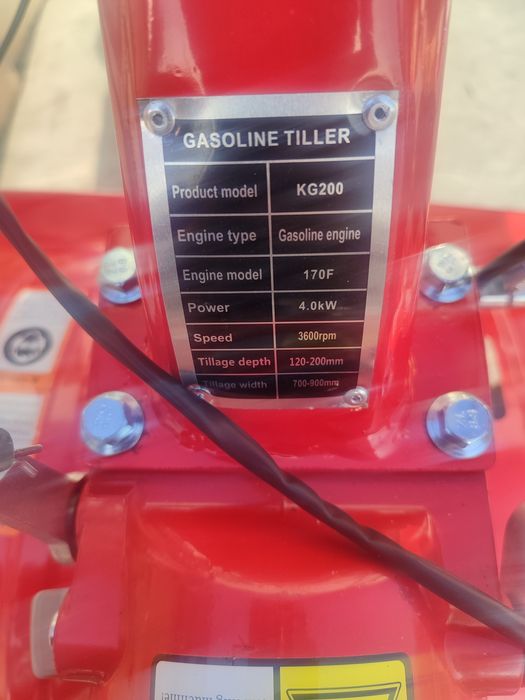 GASOLINE TILLER
Product model KG200
Engine type Gasoline engine
Engine model 170F
Power 4.0kW
Speed 3600rpm
Tillage depth 120-200mm
Tillage width 700-900mm